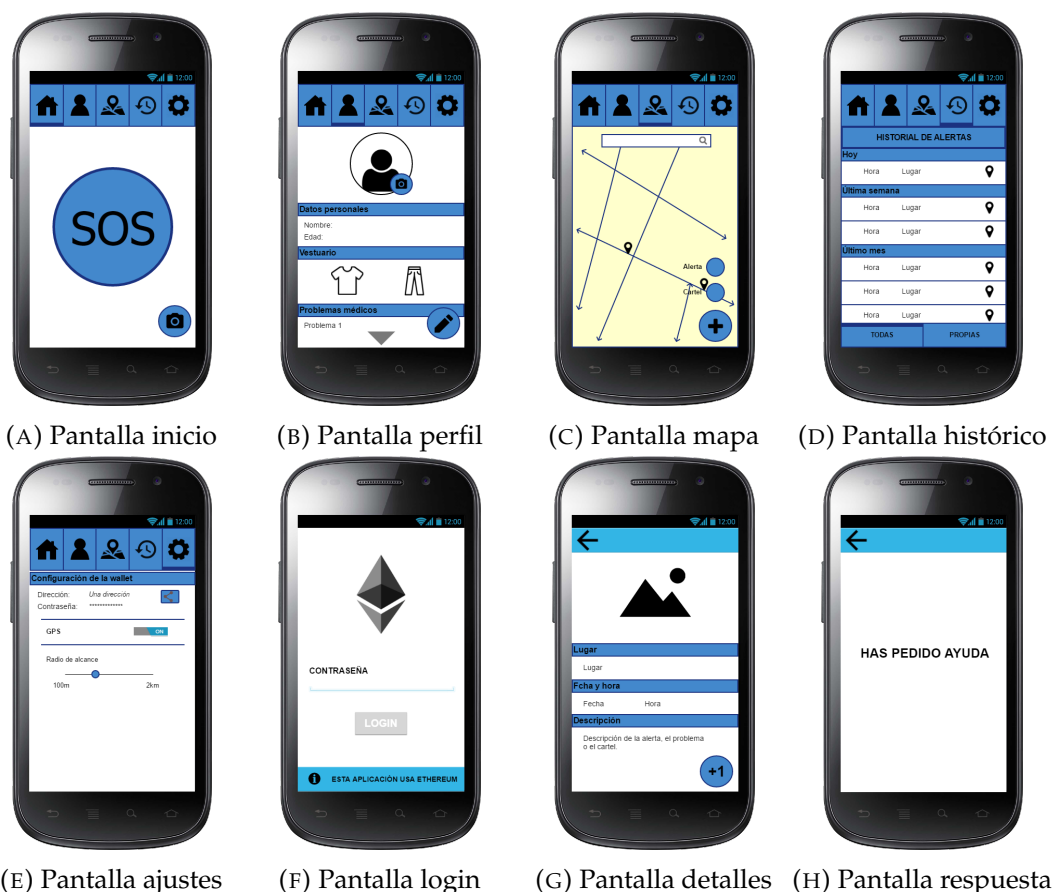 12:00
SOS
(A) Pantalla inicio
12:00
Datos personales
Nombre:
Edad:
Vestuario
Problemas médicos
Problema 1
(B) Pantalla perfil
12:00
Alerta
Cartel
(C) Pantalla mapa
12:00
HISTORIAL DE ALERTAS
Hoy
Hora Lugar
Última semana
Hora Lugar
Hora Lugar
Último mes
Hora Lugar
Hora Lugar
Hora Lugar
TODAS PROPIAS
(D) Pantalla histórico
12:00
Configuración de la wallet
Dirección: Una dirección
Contraseña: *************
GPS ON
Radio de alcance
100m 2km
(E) Pantalla ajustes
12:00
CONTRASEÑA
LOGIN
ESTA APLICACIÓN USA ETHEREUM
(F) Pantalla login
12:00
Lugar
Lugar
Fcha y hora
Fecha Hora
Descripción
Descripción de la alerta, el problema
o el cartel.
+1
(G) Pantalla detalles
12:00
HAS PEDIDO AYUDA
(H) Pantalla respuesta